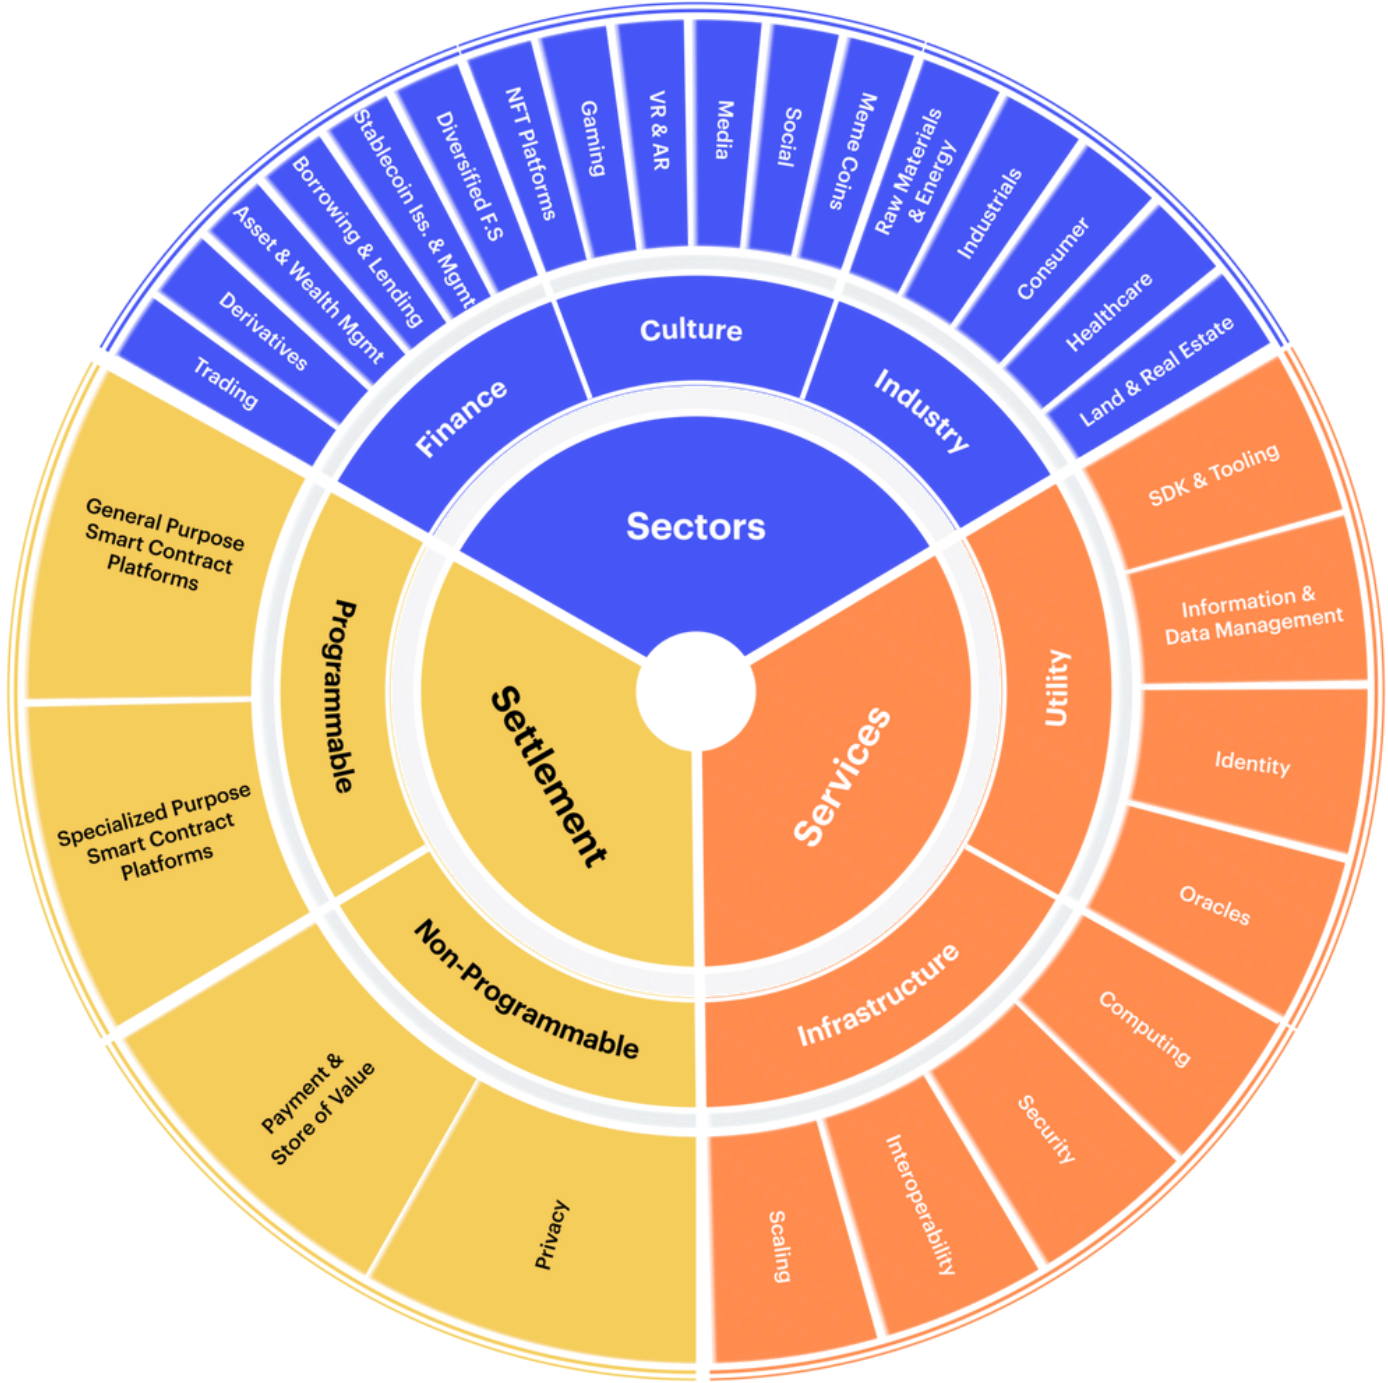 Sectors
Services
Settlement
Finance
Culture
Industry
Utility
Infrastructure
Non-Programmable
Programmable
Trading
Derivatives
Asset & Wealth Mgmt
Borrowing & Lending
Stablecoin Iss. & Mgmt
Diversified F.S
NFT Platforms
Gaming
VR & AR
Media
Social
Meme Coins
Raw Materials
& Energy
Industrials
Consumer
Healthcare
Land & Real Estate
SDK & Tooling
Information &
Data Management
Identity
Oracles
Computing
Security
Interoperability
Scaling
Privacy
Payment &
Store of Value
Specialized Purpose
Smart Contract
Platforms
General Purpose
Smart Contract
Platforms